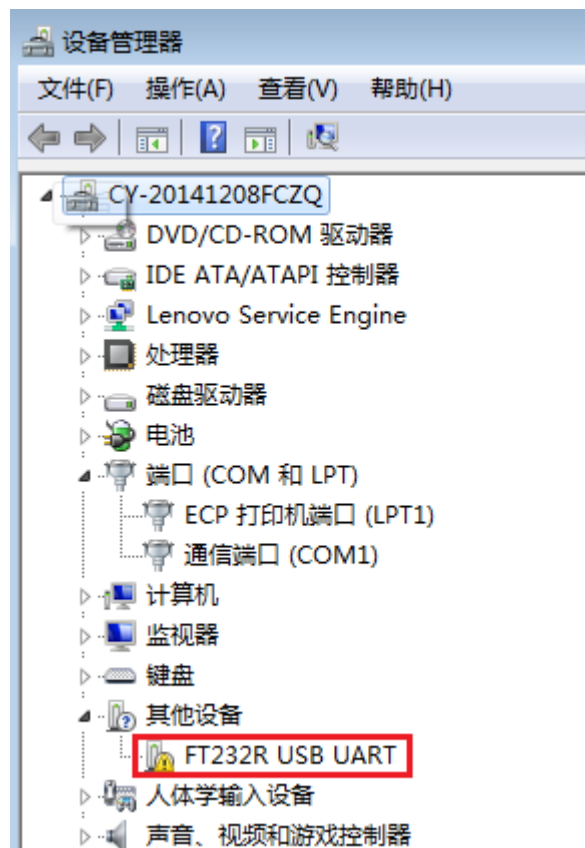 设备管理器
文件(F) 操作(A) 查看(V) 帮助(H)
CY-20141208FCZQ
DVD/CD-ROM 驱动器
IDE ATA/ATAPI 控制器
Lenovo Service Engine
处理器
磁盘驱动器
电池
端口 (COM 和 LPT)
ECP 打印机端口 (LPT1)
通信端口 (COM1)
计算机
监视器
键盘
其他设备
FT232R USB UART
人体学输入设备
声音、视频和游戏控制器